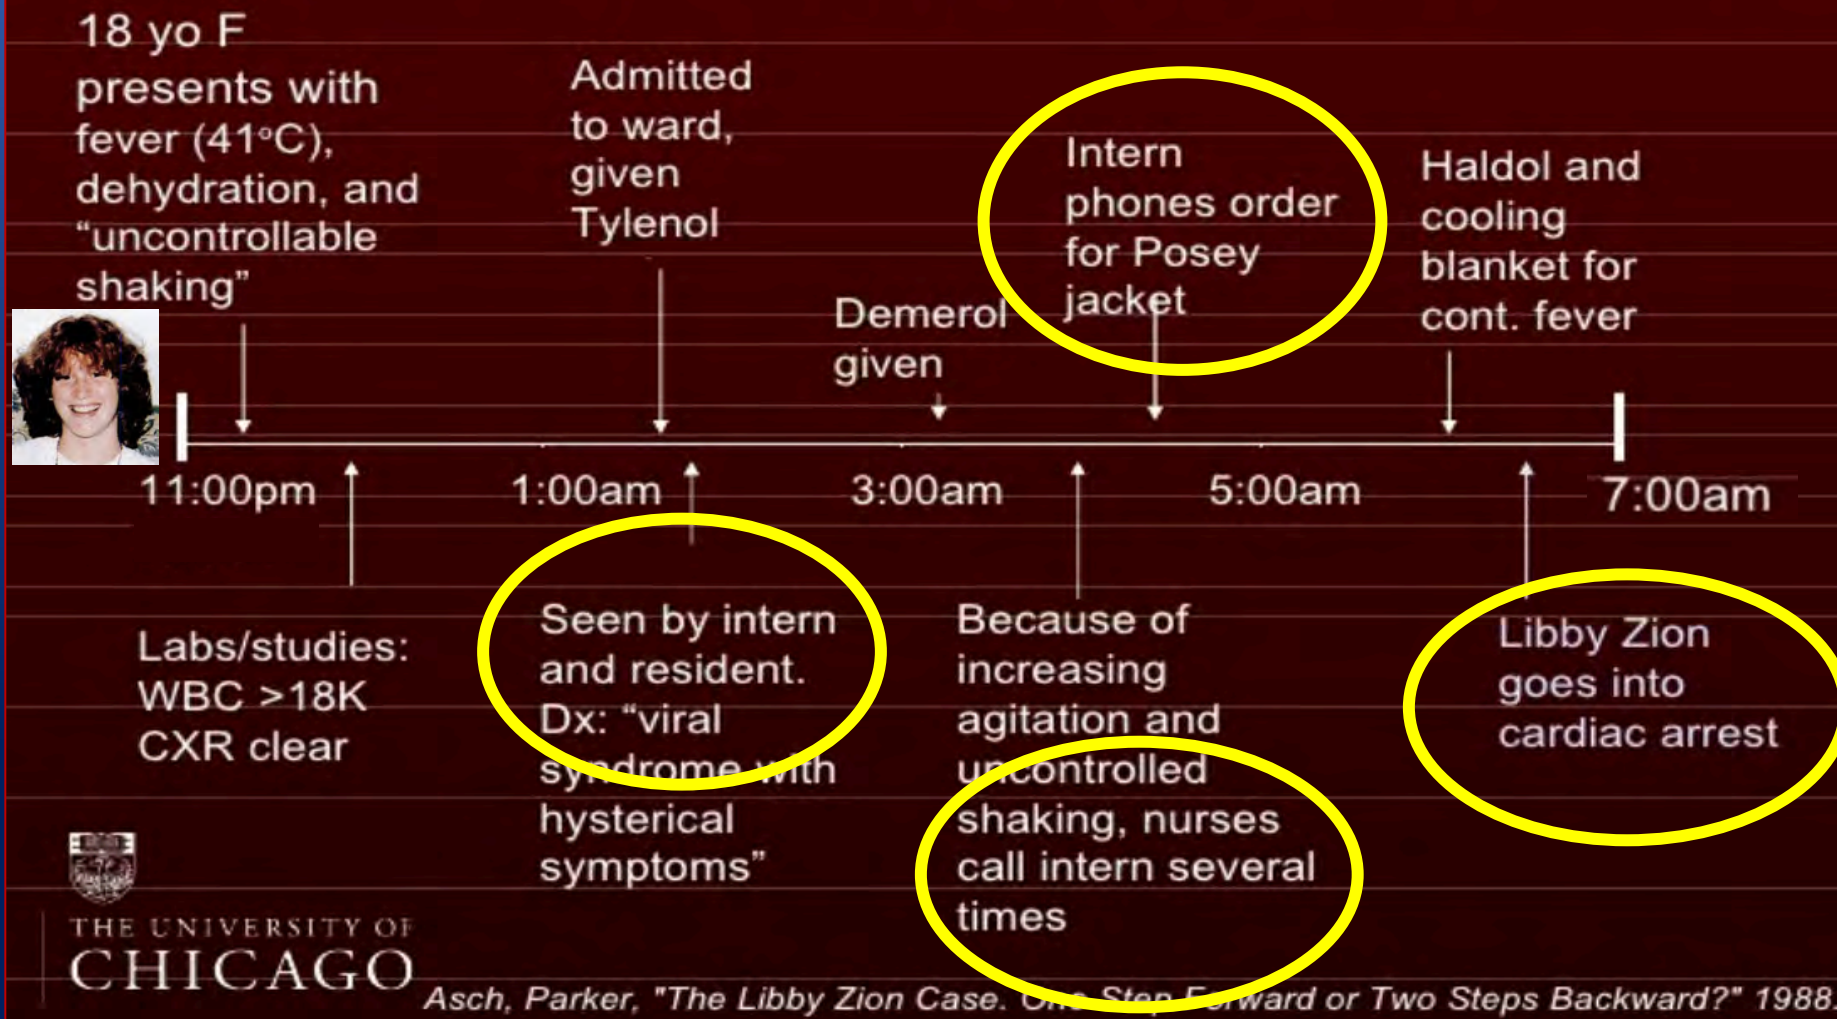 18 yo F
presents with
fever (41°C),
dehydration, and
“uncontrollable
shaking”
Admitted
to ward,
given
Tylenol
Demerol
given
Intern
phones order
for Posey
jacket
Haldol and
cooling
blanket for
cont. fever
11:00pm
1:00am
3:00am
5:00am
7:00am
Labs/studies:
WBC >18K
CXR clear
Seen by intern
and resident.
Dx: “viral
syndrome with
hysterical
symptoms”
Because of
increasing
agitation and
uncontrolled
shaking, nurses
call intern several
times
Libby Zion
goes into
cardiac arrest
THE UNIVERSITY OF
CHICAGO
Asch, Parker, "The Libby Zion Case. One Step Forward or Two Steps Backward?" 1988.